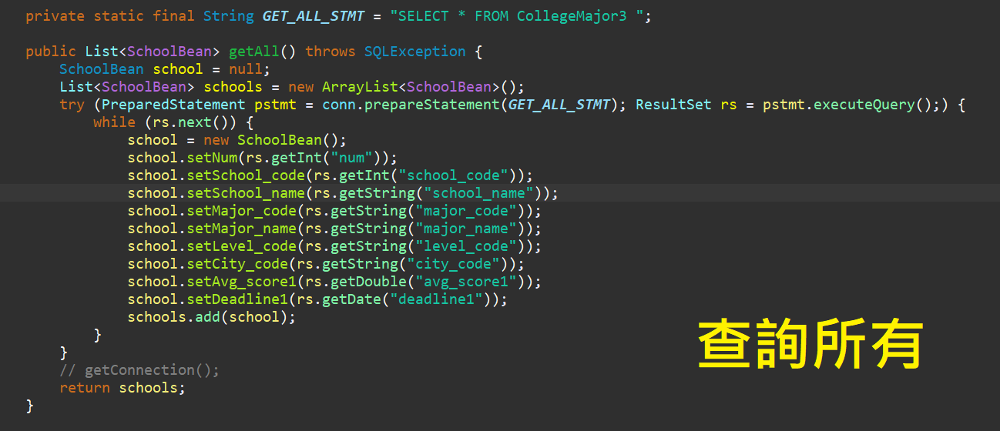 private static final String GET_ALL_STMT = "SELECT * FROM CollegeMajor3 ";
public List<SchoolBean> getAll() throws SQLException {
SchoolBean school = null;
List<SchoolBean> schools = new ArrayList<SchoolBean>();
try (PreparedStatement pstmt = conn.prepareStatement(GET_ALL_STMT); ResultSet rs = pstmt.executeQuery();) {
while (rs.next()) {
school = new SchoolBean();
school.setNum(rs.getInt("num"));
school.setSchool_code(rs.getInt("school_code"));
school.setSchool_name(rs.getString("school_name"));
school.setMajor_code(rs.getString("major_code"));
school.setMajor_name(rs.getString("major_name"));
school.setLevel_code(rs.getString("level_code"));
school.setCity_code(rs.getString("city_code"));
school.setAvg_score1(rs.getDouble("avg_score1"));
school.setDeadline1(rs.getDate("deadline1"));
schools.add(school);
}
}
// getConnection();
return schools;
}
查詢所有